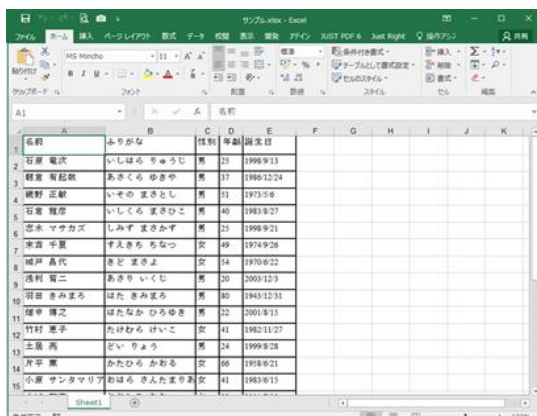 サンプル.xlsx - Excel
ファイル ホーム 挿入 ページレイアウト 数式 データ 校閲 表示 開発 アドイン JUST PDF 6 Just Right 操作アシスト 共有
MS Mincho 11 標準 条件付き書式 挿入
貼り付け テーブルとして書式設定 削除
セルのスタイル 書式
クリップボード フォント 配置 数値 スタイル セル 編集
A1 fx 名前
A B C D E F G H I J K
1 名前 ふりがな 性別 年齢 誕生日
2 石原 竜次 いしはら りゅうじ 男 25 1998/9/13
3 朝倉 有起哉 あさくら ゆきや 男 37 1986/12/24
4 磯野 正敏 いその まさとし 男 51 1973/5/6
5 石倉 雅彦 いしくら まさひこ 男 40 1983/8/27
6 志水 マサカズ しみず まさかず 男 25 1998/9/21
7 末吉 千夏 すえきち ちなつ 女 49 1974/9/26
8 城戸 昌代 きど まさよ 女 54 1970/6/22
9 浅利 育二 あさり いくじ 男 20 2003/12/3
10 羽田 きみまろ はた きみまろ 男 80 1943/12/31
11 畑中 博之 はたなか ひろゆき 男 22 2001/8/15
12 竹村 恵子 たけむら けいこ 女 41 1982/11/27
13 土居 亮 どい りょう 男 24 1999/8/28
14 片平 薫 かたひら かおる 女 66 1958/6/21
15 小原 サンタマリア おはら さんたまりあ 女 41 1983/6/15
Sheet1